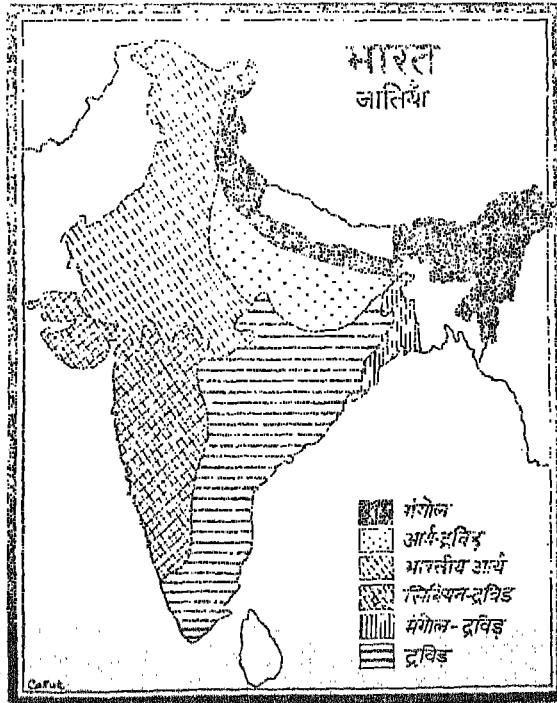 भारत
जातियाँ
मंगोल
आर्य-द्रविड़
भारतीय आर्य
सिथियन-द्रविड़
मंगोल-द्रविड़
द्रविड़